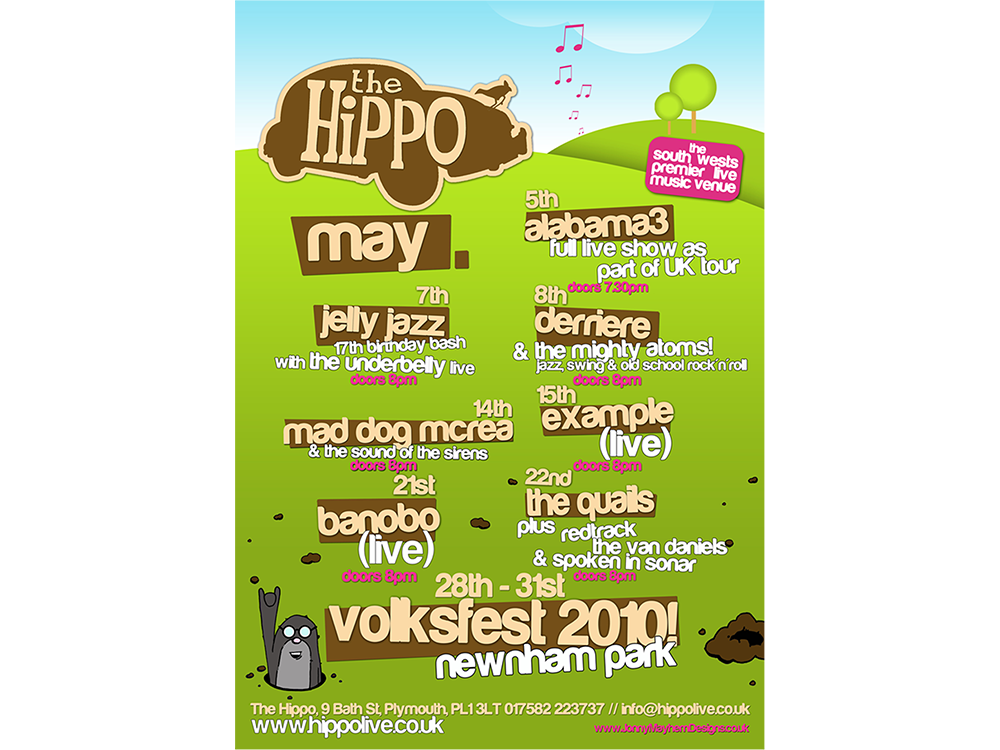 the
HiPPO
the
south wests
premier live
music venue
may.
5th
alabama3
full live show as
part of UK tour
doors 7.30pm
7th
jelly jazz
17th birthday bash
with the underbelly live
doors 8pm
8th
derriere
& the mighty atoms!
jazz, swing & old school rock'n'roll
doors 8pm
14th
mad dog mcrea
& the sound of the sirens
doors 8pm
15th
example
(live)
doors 8pm
21st
banobo
(live)
doors 8pm
22nd
the quails
plus redtrack
the van daniels
& spoken in sonar
doors 8pm
28th - 31st
volksfest 2010!
newnham park
The Hippo, 9 Bath St, Plymouth, PL1 3LT 017582 223737 // info@hippolive.co.uk
www.hippolive.co.uk
www.JonnyMayhemDesigns.co.uk